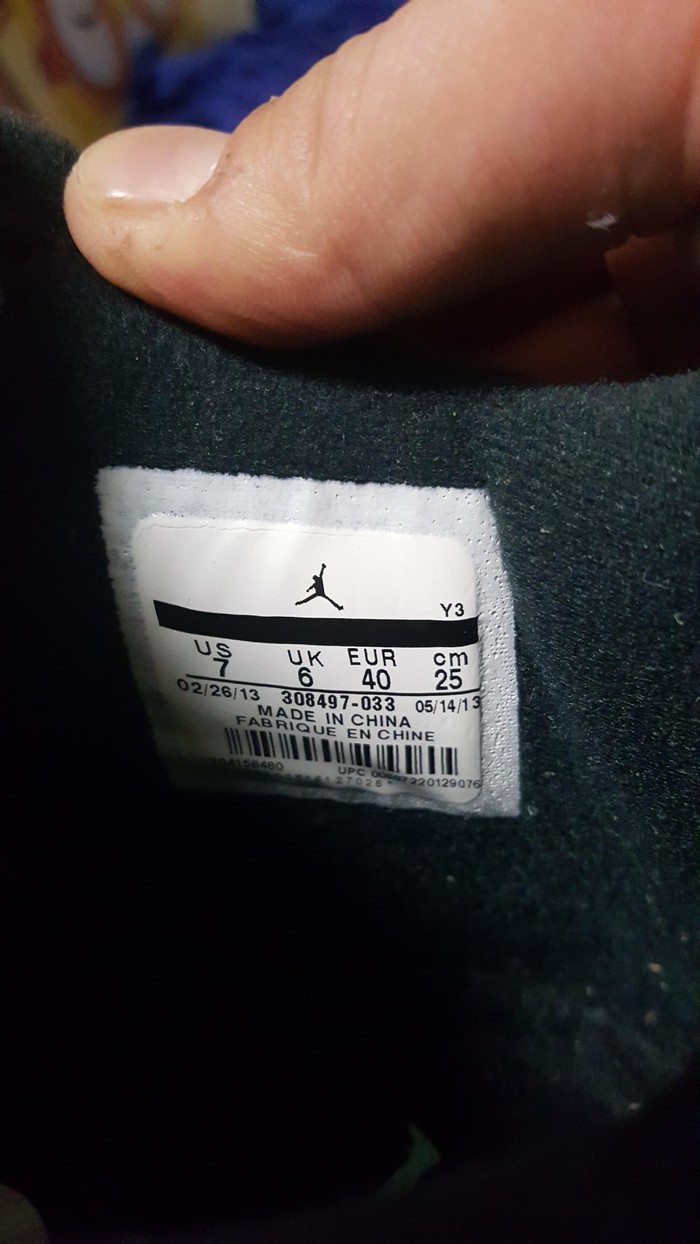 Y3
US UK EUR cm
7 6 40 25
02/26/13 308497-033 05/14/13
MADE IN CHINA
FABRIQUE EN CHINE
UPC